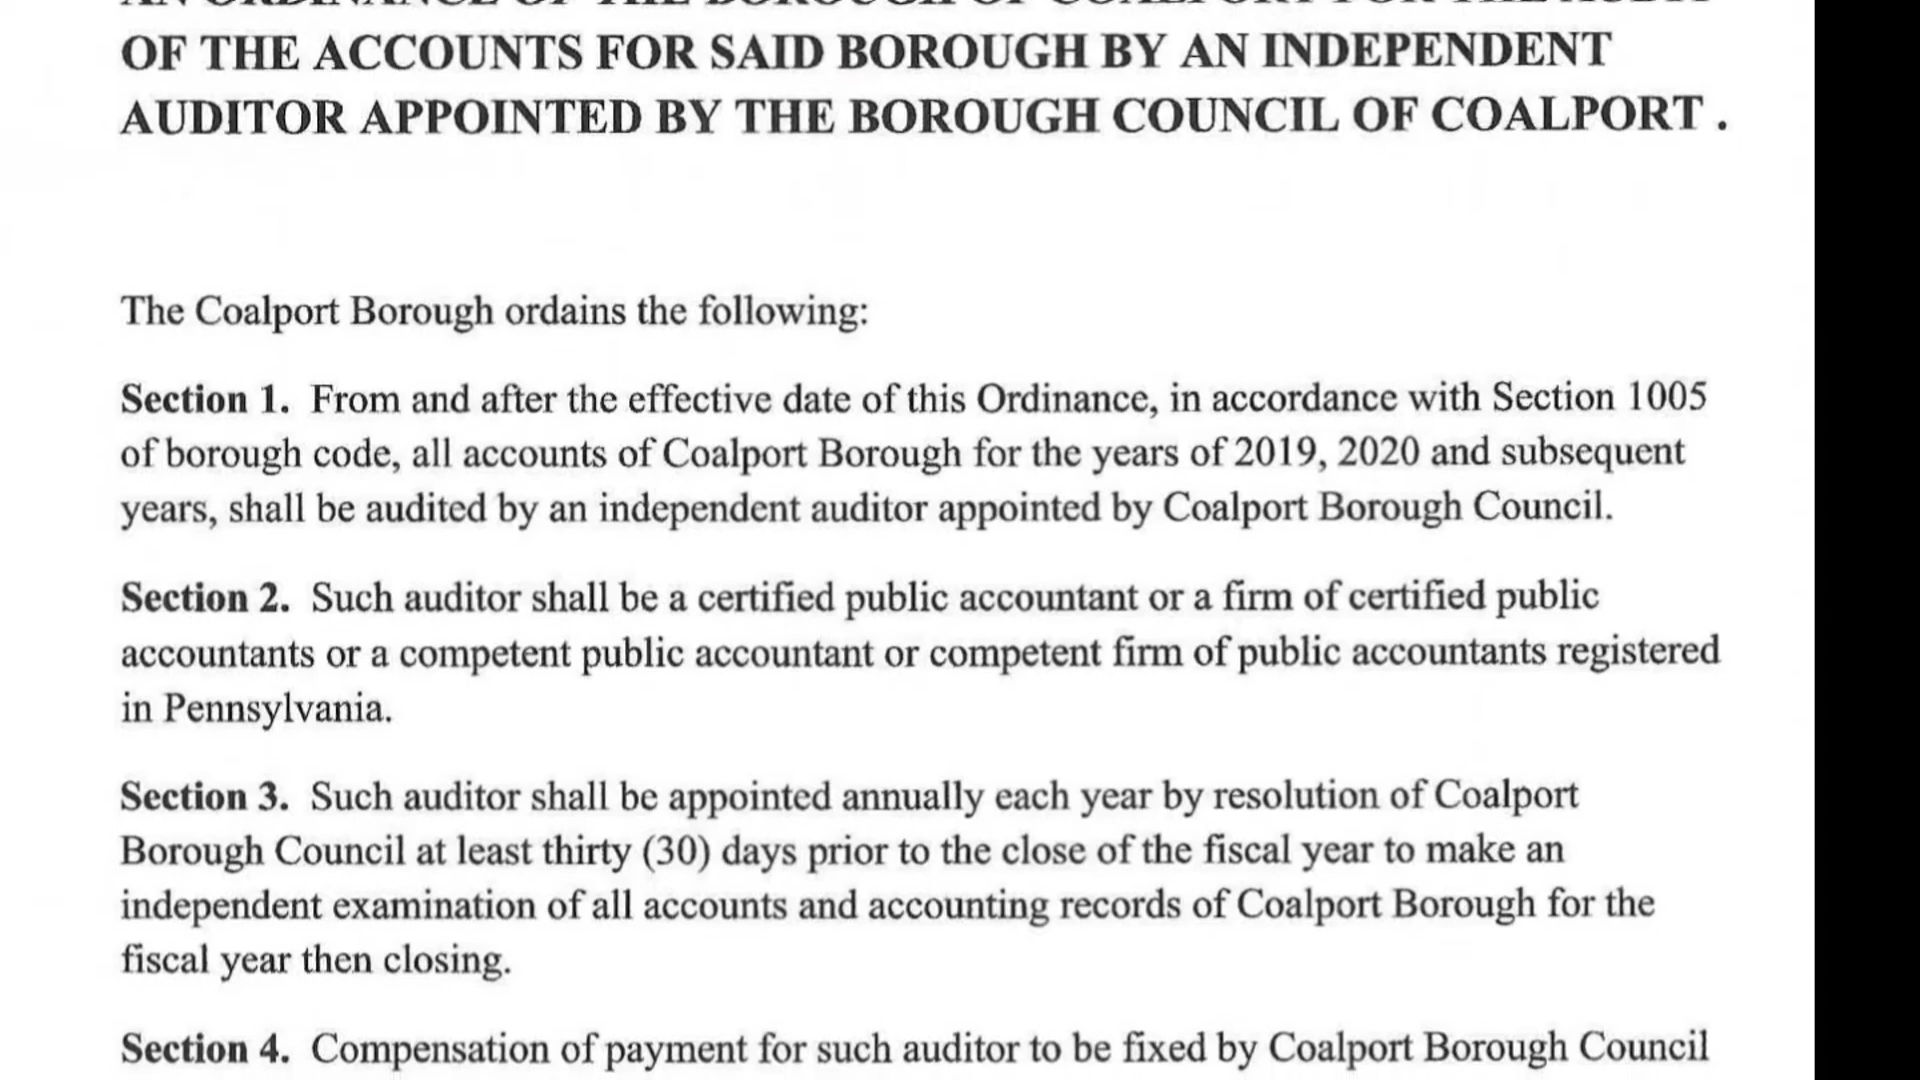 OF THE ACCOUNTS FOR SAID BOROUGH BY AN INDEPENDENT
AUDITOR APPOINTED BY THE BOROUGH COUNCIL OF COALPORT .
The Coalport Borough ordains the following:
Section 1. From and after the effective date of this Ordinance, in accordance with Section 1005
of borough code, all accounts of Coalport Borough for the years of 2019, 2020 and subsequent
years, shall be audited by an independent auditor appointed by Coalport Borough Council.
Section 2. Such auditor shall be a certified public accountant or a firm of certified public
accountants or a competent public accountant or competent firm of public accountants registered
in Pennsylvania.
Section 3. Such auditor shall be appointed annually each year by resolution of Coalport
Borough Council at least thirty (30) days prior to the close of the fiscal year to make an
independent examination of all accounts and accounting records of Coalport Borough for the
fiscal year then closing.
Section 4. Compensation of payment for such auditor to be fixed by Coalport Borough Council